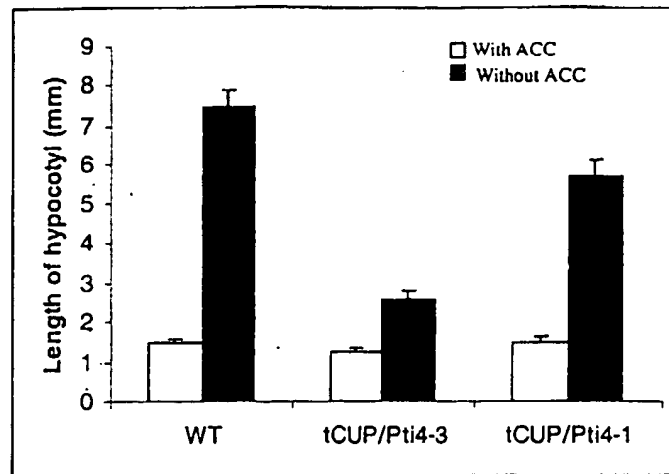 With ACC
Without ACC
Length of hypocotyl (mm)
9
8
7
6
5
4
3
2
1
0
WT
tCUP/Pti4-3
tCUP/Pti4-1